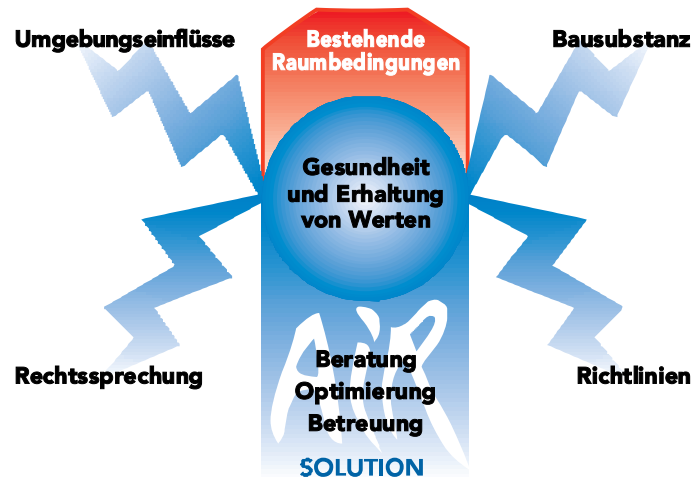 Umgebungseinflüsse
Bestehende
Raumbedingungen
Bausubstanz
Gesundheit
und Erhaltung
von Werten
Rechtssprechung
Richtlinien
AiR
Beratung
Optimierung
Betreuung
SOLUTION